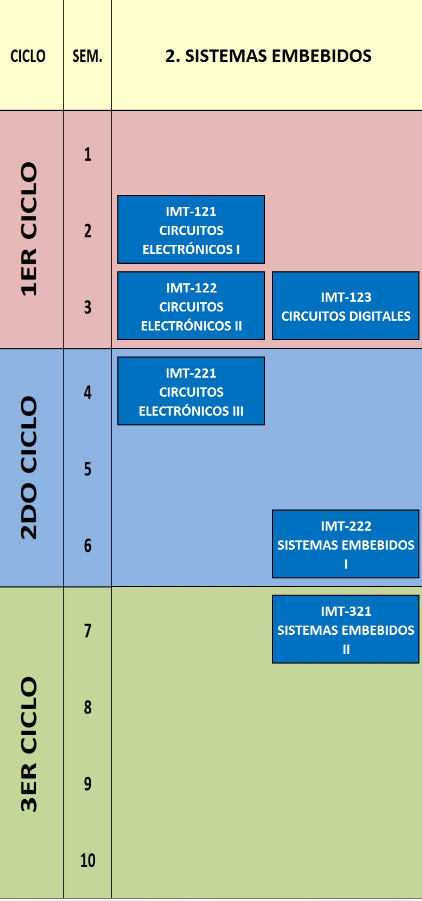 CICLO
SEM.
2. SISTEMAS EMBEBIDOS
1ER CICLO
1
2
IMT-121
CIRCUITOS
ELECTRÓNICOS I
3
IMT-122
CIRCUITOS
ELECTRÓNICOS II
IMT-123
CIRCUITOS DIGITALES
2DO CICLO
4
IMT-221
CIRCUITOS
ELECTRÓNICOS III
5
6
IMT-222
SISTEMAS EMBEBIDOS
I
3ER CICLO
7
IMT-321
SISTEMAS EMBEBIDOS
II
8
9
10